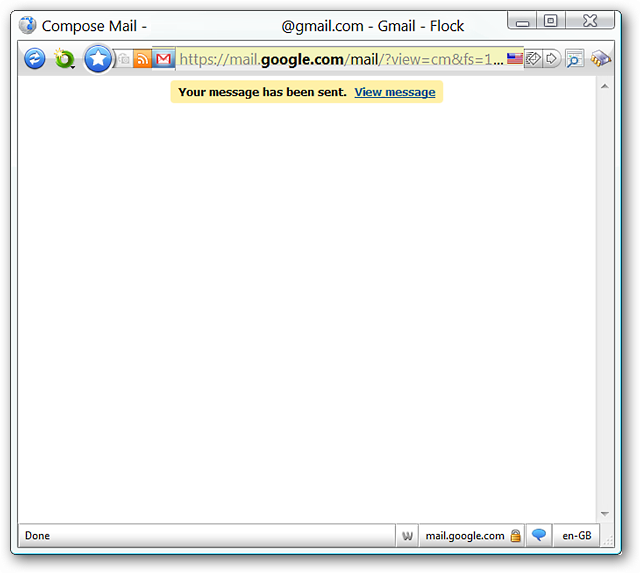 Compose Mail -                @gmail.com - Gmail - Flock
https://mail.google.com/mail/?view=cm&fs=1...
Your message has been sent. View message
Done
W
mail.google.com
en-GB